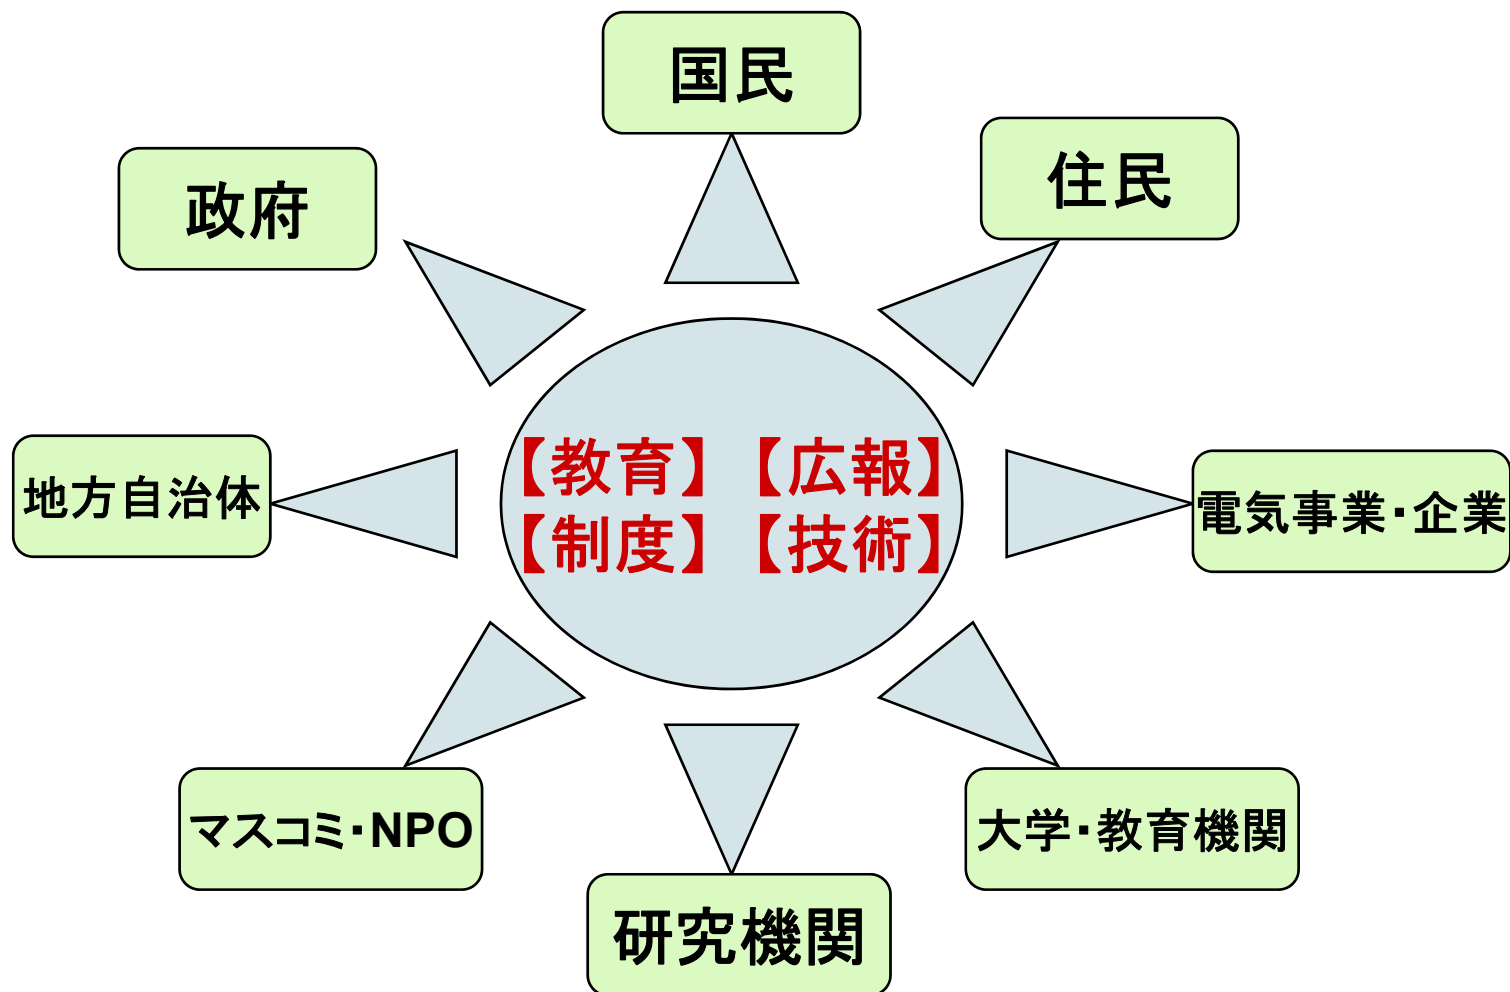 国民
住民
政府
【教育】【広報】
【制度】【技術】
地方自治体
電気事業・企業
マスコミ・NPO
大学・教育機関
研究機関